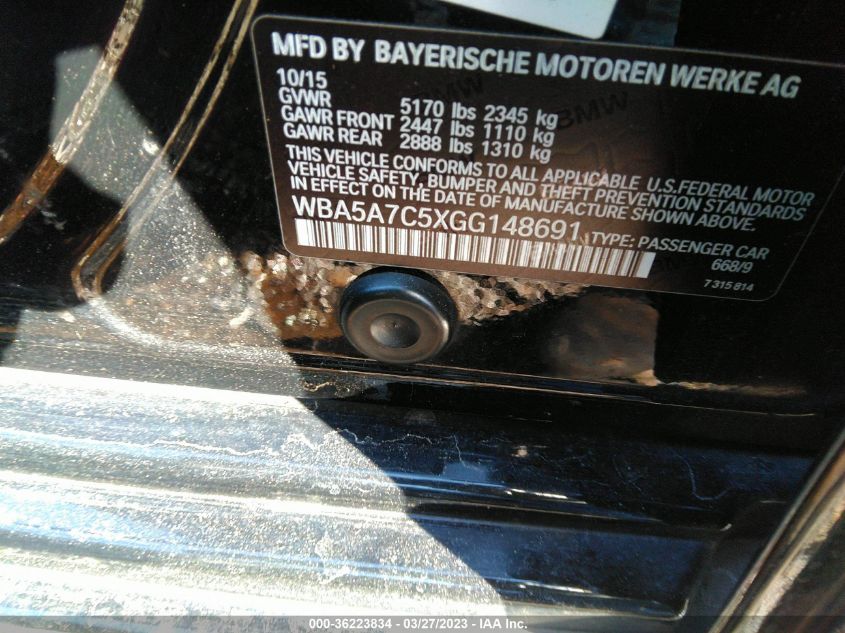 MFD BY BAYERISCHE MOTOREN WERKE AG
10/15
GVWR 5170 lbs 2345 kg
GAWR FRONT 2447 lbs 1110 kg
GAWR REAR 2888 lbs 1310 kg
THIS VEHICLE CONFORMS TO ALL APPLICABLE U.S.FEDERAL MOTOR
VEHICLE SAFETY, BUMPER AND THEFT PREVENTION STANDARDS
IN EFFECT ON THE DATE OF MANUFACTURE SHOWN ABOVE.
WBA5A7C5XGG148691 TYPE: PASSENGER CAR
668/9
7 315 814
BMW
000-36223834 - 03/27/2023 - IAA Inc.